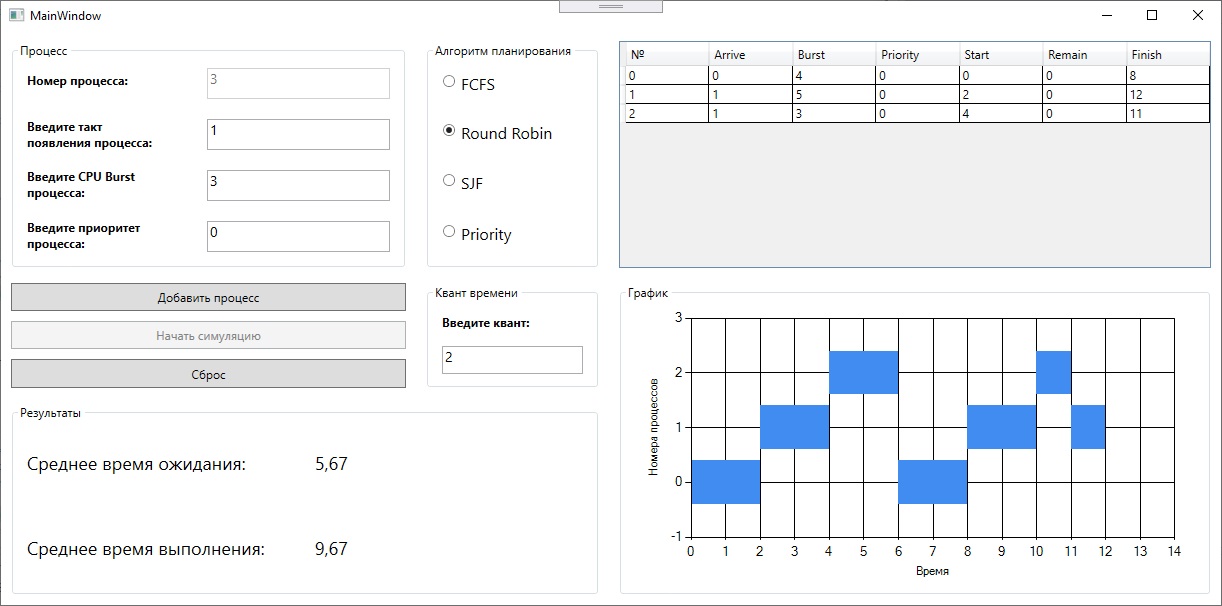 MainWindow
Процесс
Номер процесса: 3
Введите такт
появления процесса: 1
Введите CPU Burst
процесса: 3
Введите приоритет
процесса: 0
Алгоритм планирования
FCFS
Round Robin
SJF
Priority
№ Arrive Burst Priority Start Remain Finish
0 0 4 0 0 0 8
1 1 5 0 2 0 12
2 1 3 0 4 0 11
Добавить процесс
Начать симуляцию
Сброс
Квант времени
Введите квант:
2
Результаты
Среднее время ожидания: 5,67
Среднее время выполнения: 9,67
График
Номера процессов
3
2
1
0
-1
0 1 2 3 4 5 6 7 8 9 10 11 12 13 14
Время